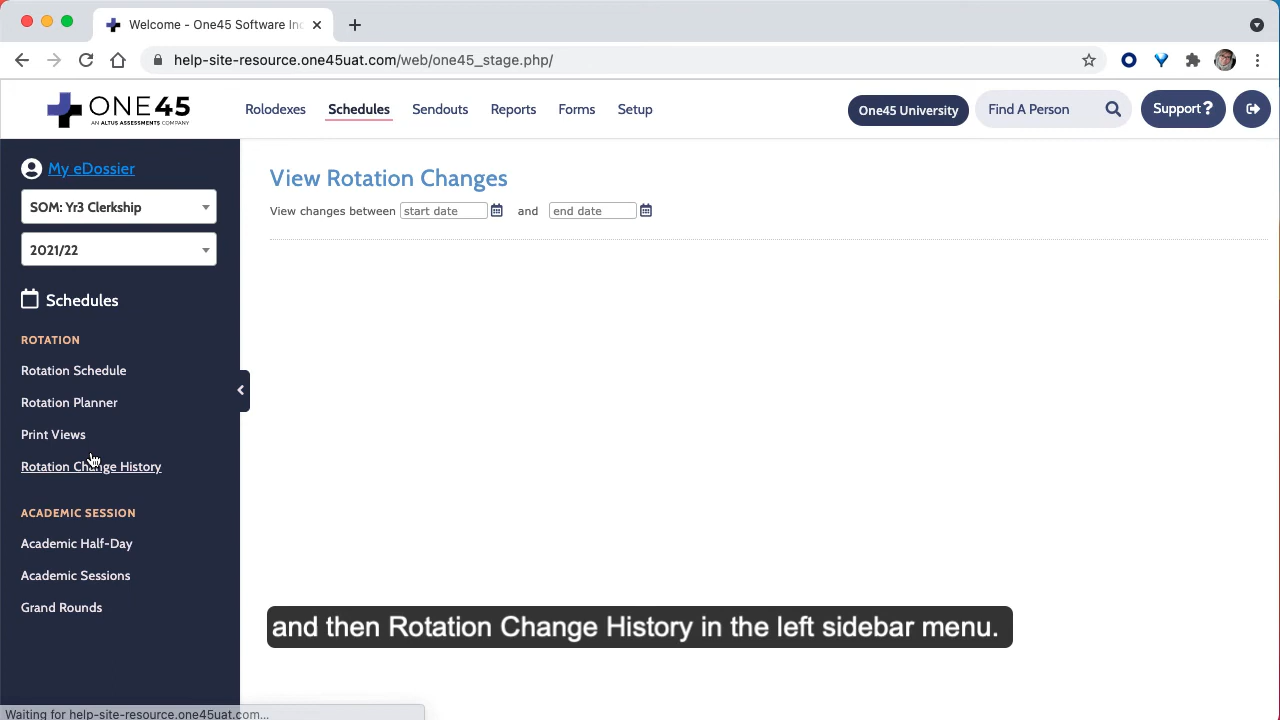 Welcome - One45 Software Inc
help-site-resource.one45uat.com/web/one45_stage.php/
ONE45
AN ALTUS ASSESSMENTS COMPANY
Rolodexes Schedules Sendouts Reports Forms Setup
One45 University
Find A Person
Support ?
My eDossier
SOM: Yr3 Clerkship
2021/22
Schedules
ROTATION
Rotation Schedule
Rotation Planner
Print Views
Rotation Change History
ACADEMIC SESSION
Academic Half-Day
Academic Sessions
Grand Rounds
View Rotation Changes
View changes between start date and end date
and then Rotation Change History in the left sidebar menu.
Waiting for help-site-resource.one45uat.com...